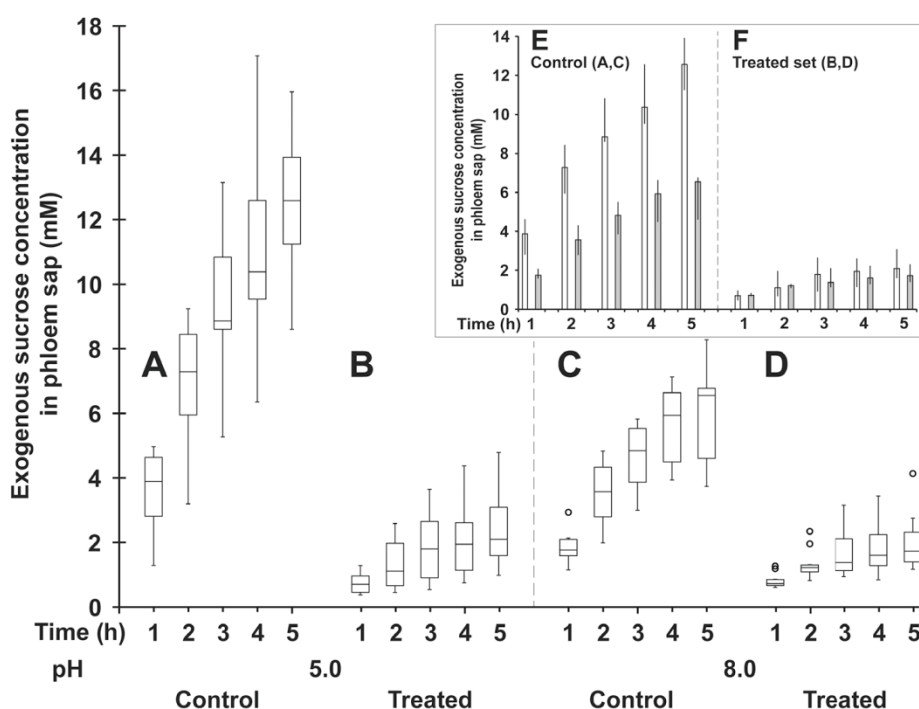 Exogenous sucrose concentration
in phloem sap (mM)
18
16
14
12
10
8
6
4
2
0
A
B
C
D
E
Control (A,C)
F
Treated set (B,D)
Exogenous sucrose concentration
in phloem sap (mM)
14
12
10
8
6
4
2
0
Time (h) 1 2 3 4 5 1 2 3 4 5
Time (h) 1 2 3 4 5 1 2 3 4 5 1 2 3 4 5 1 2 3 4 5
pH 5.0 8.0
Control Treated Control Treated